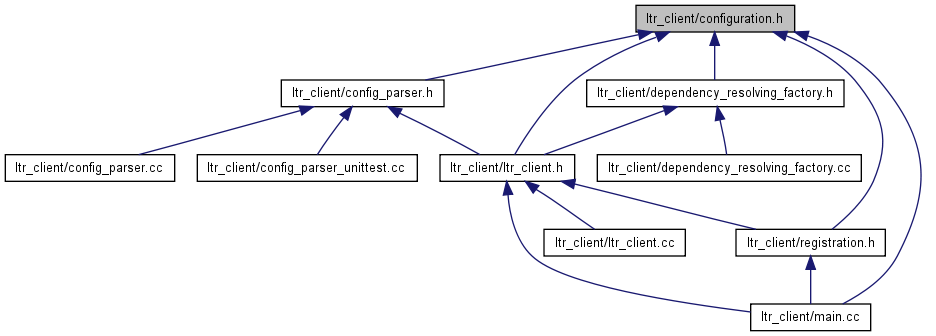 ltr_client/configuration.h
ltr_client/config_parser.h
ltr_client/dependency_resolving_factory.h
ltr_client/config_parser.cc
ltr_client/config_parser_unittest.cc
ltr_client/ltr_client.h
ltr_client/dependency_resolving_factory.cc
ltr_client/ltr_client.cc
ltr_client/registration.h
ltr_client/main.cc